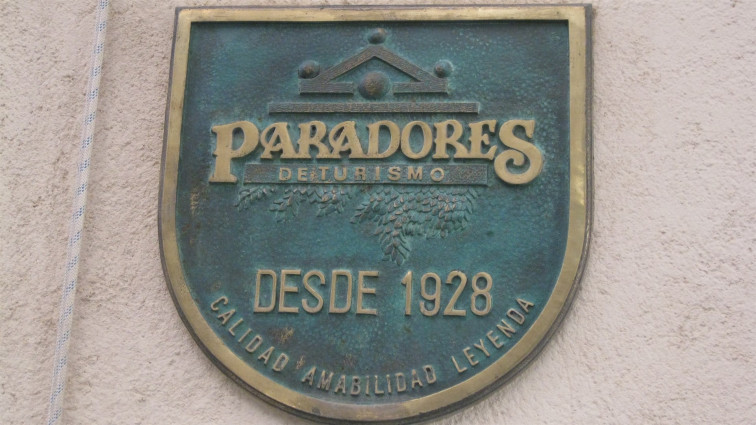 PARADORES
DE TURISMO
DESDE 1928
CALIDAD AMABILIDAD LEYENDA